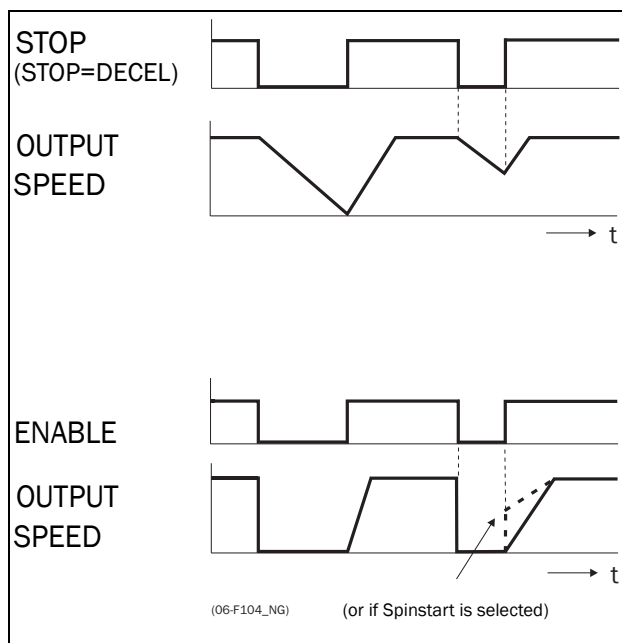 STOP
(STOP=DECEL)
OUTPUT
SPEED
t
ENABLE
OUTPUT
SPEED
t
(06-F104_NG) (or if Spinstart is selected)